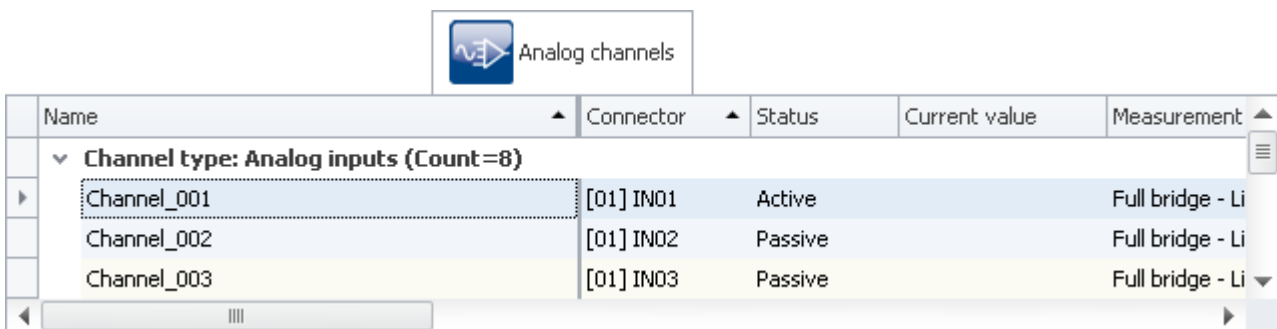 Analog channels
Name Connector Status Current value Measurement
Channel type: Analog inputs (Count=8)
Channel_001 [01] IN01 Active Full bridge - Li
Channel_002 [01] IN02 Passive Full bridge - Li
Channel_003 [01] IN03 Passive Full bridge - Li